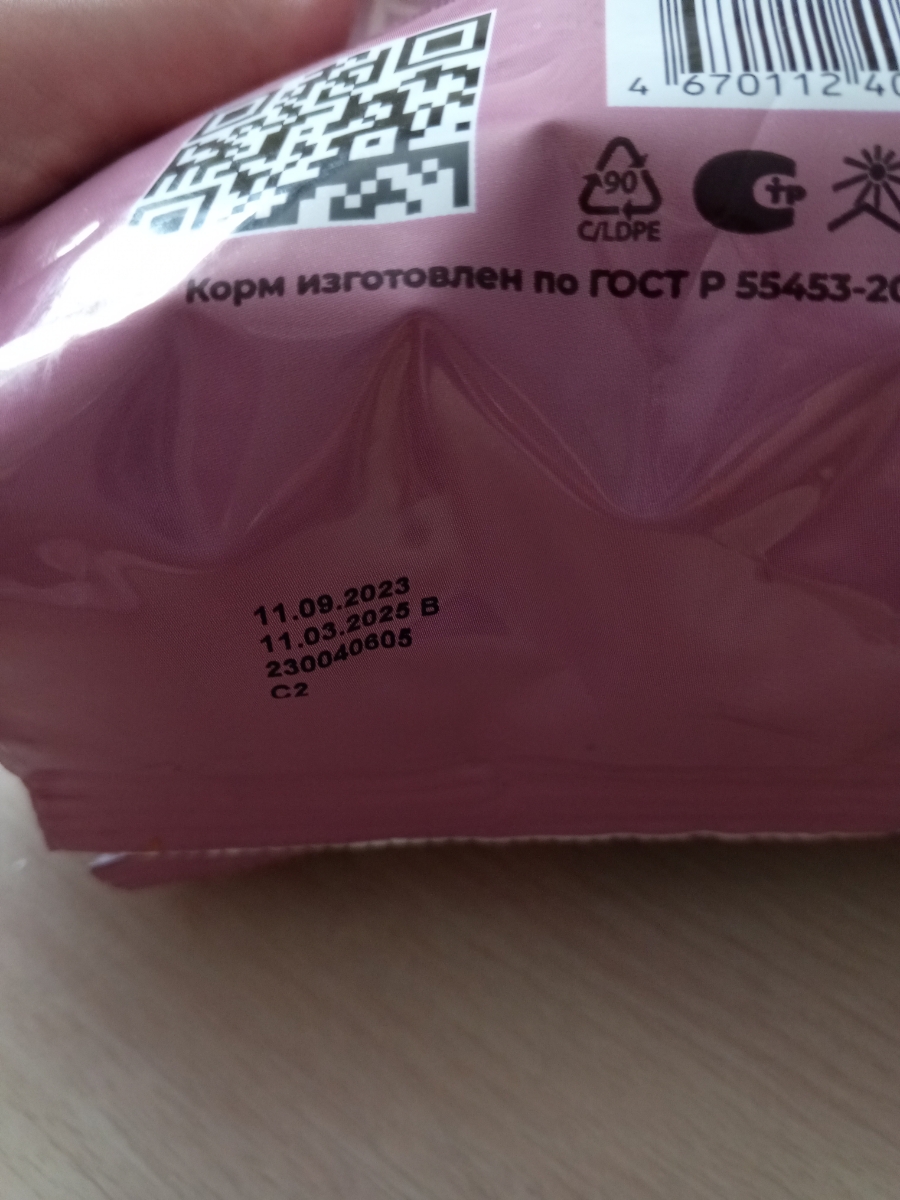 4 670112 40
90
C/LDPE
Корм изготовлен по ГОСТ Р 55453-20
11.09.2023
11.03.2025 B
230040605
C2